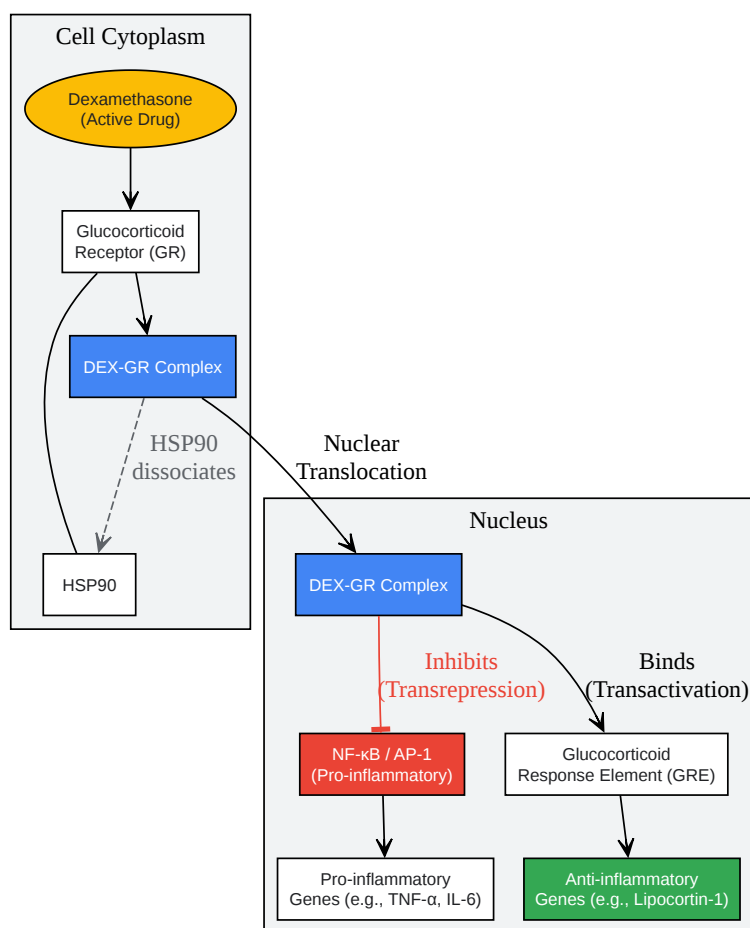 Cell Cytoplasm
Dexamethasone
(Active Drug)
Glucocorticoid
Receptor (GR)
DEX-GR Complex
HSP90
dissociates
Nuclear
Translocation
HSP90
Nucleus
DEX-GR Complex
Inhibits
(Transrepression)
Binds
(Transactivation)
NF-κB / AP-1
(Pro-inflammatory)
Glucocorticoid
Response Element (GRE)
Pro-inflammatory
Genes (e.g., TNF-α, IL-6)
Anti-inflammatory
Genes (e.g., Lipocortin-1)